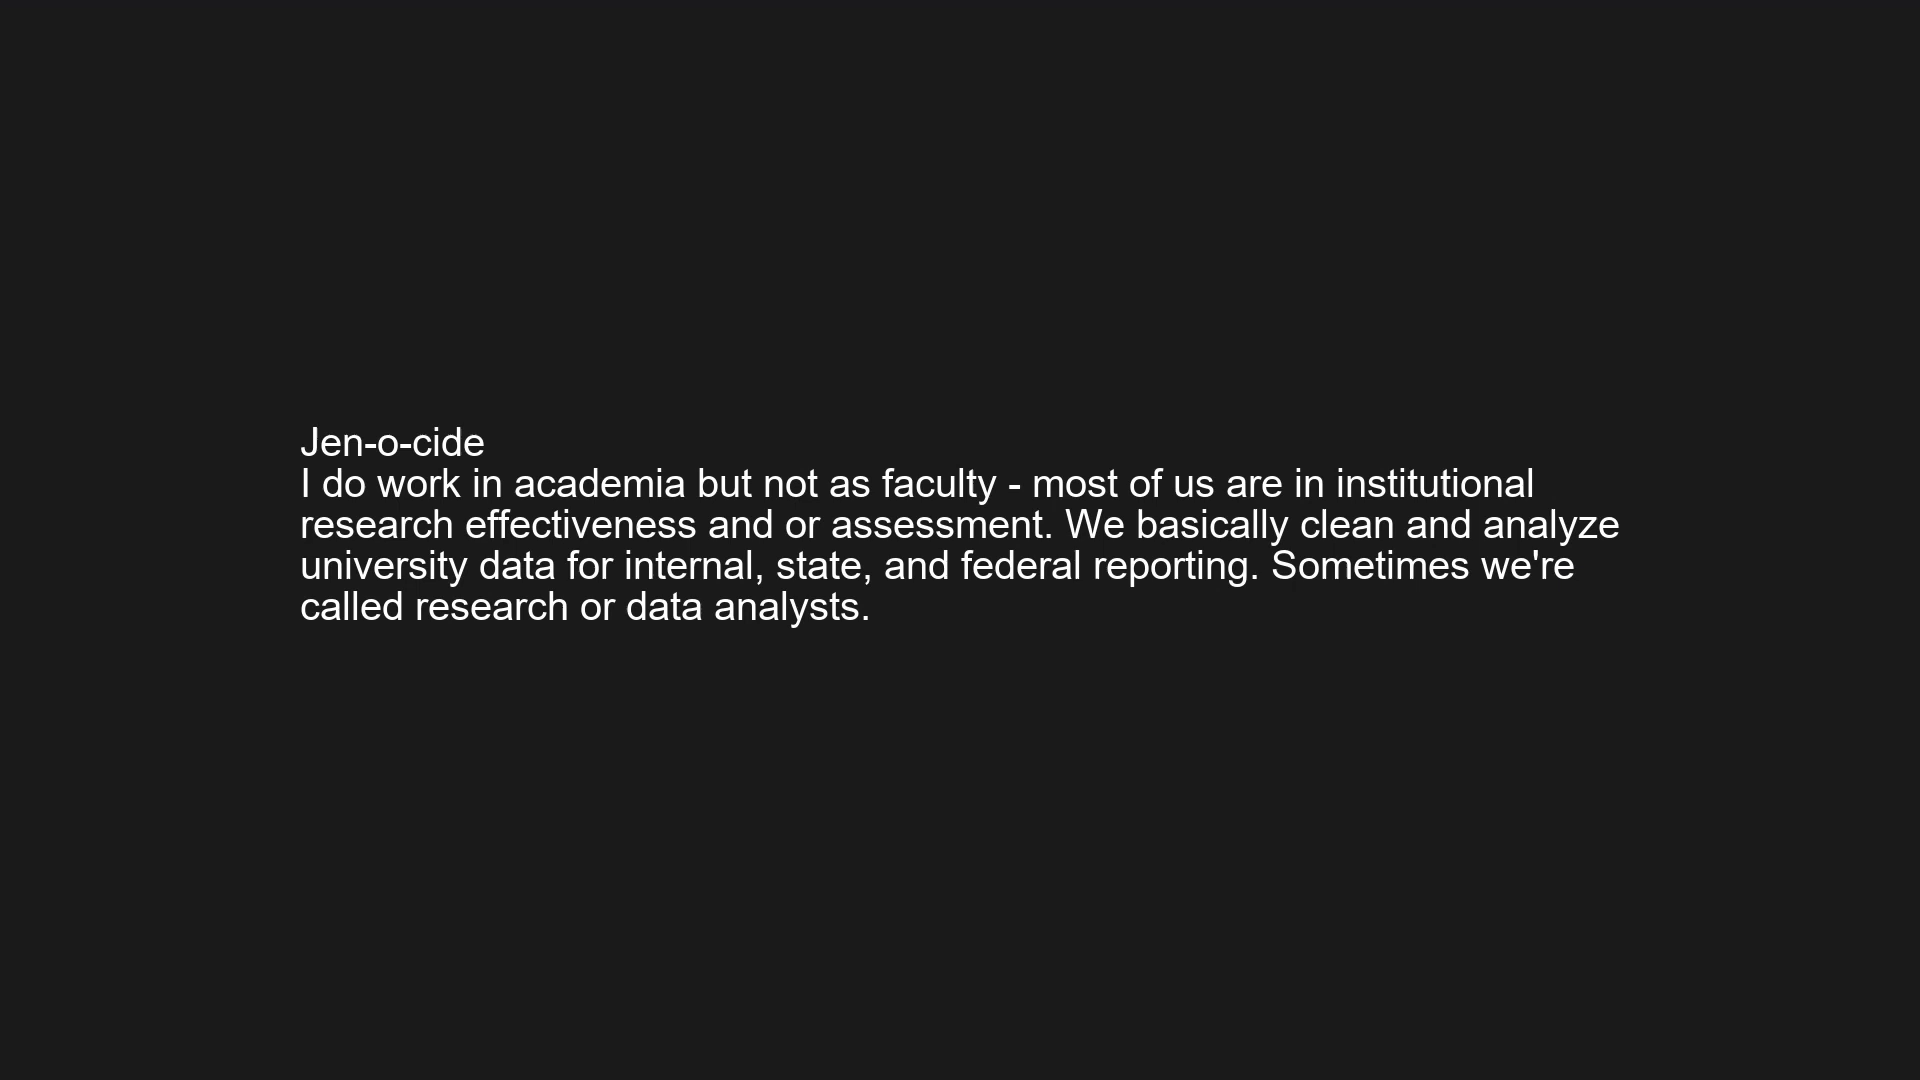 Jen-o-cide
I do work in academia but not as faculty - most of us are in institutional
research effectiveness and or assessment. We basically clean and analyze
university data for internal, state, and federal reporting. Sometimes we're
called research or data analysts.